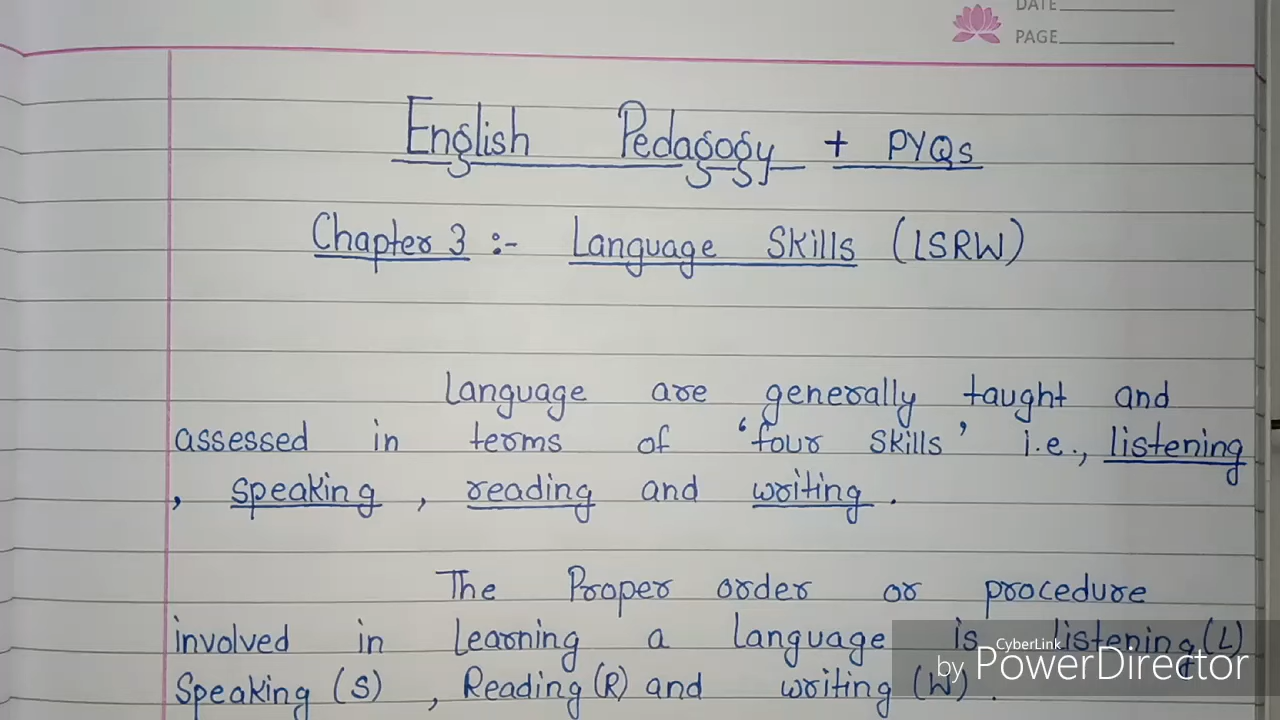 DATE
PAGE
English Pedagogy + PYQs
Chapter 3 :- Language Skills (LSRW)
Language are generally taught and
assessed in terms of 'four skills' i.e., listening
, speaking, reading and writing.
The Proper order or procedure
involved in Learning a language is listening(L)
Speaking (S), Reading (R) and writing (W).
CyberLink
by PowerDirector